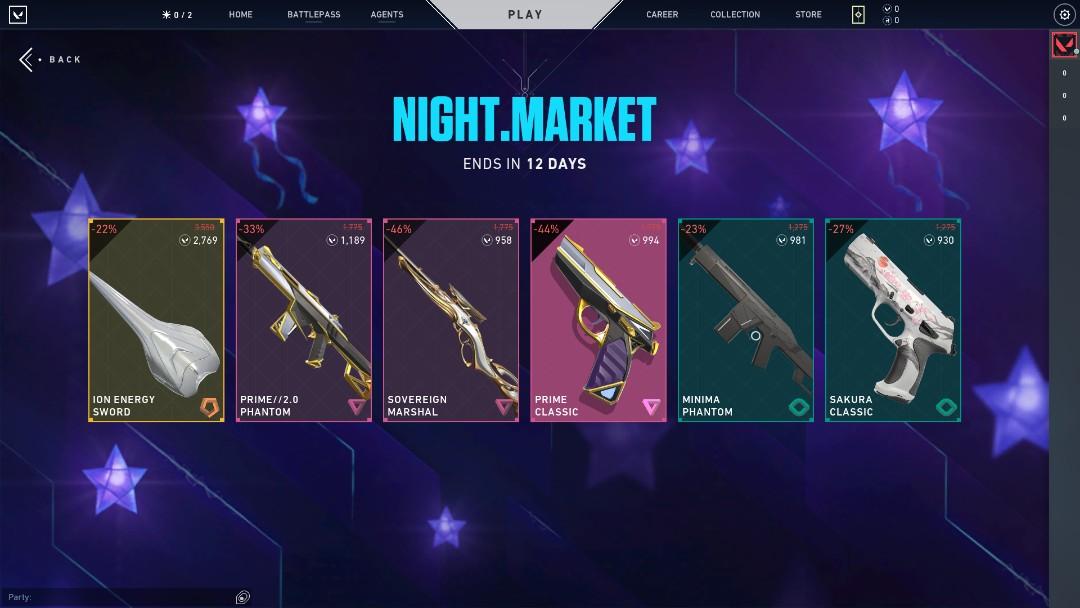 0 / 2
HOME
BATTLEPASS
AGENTS
PLAY
CAREER
COLLECTION
STORE
0
0
BACK
0
0
0
NIGHT.MARKET
ENDS IN 12 DAYS
-22%
3,550
2,769
ION ENERGY
SWORD
-33%
1,775
1,189
PRIME//2.0
PHANTOM
-46%
1,775
958
SOVEREIGN
MARSHAL
-44%
994
PRIME
CLASSIC
-23%
1,275
981
MINIMA
PHANTOM
-27%
1,275
930
SAKURA
CLASSIC
Party: